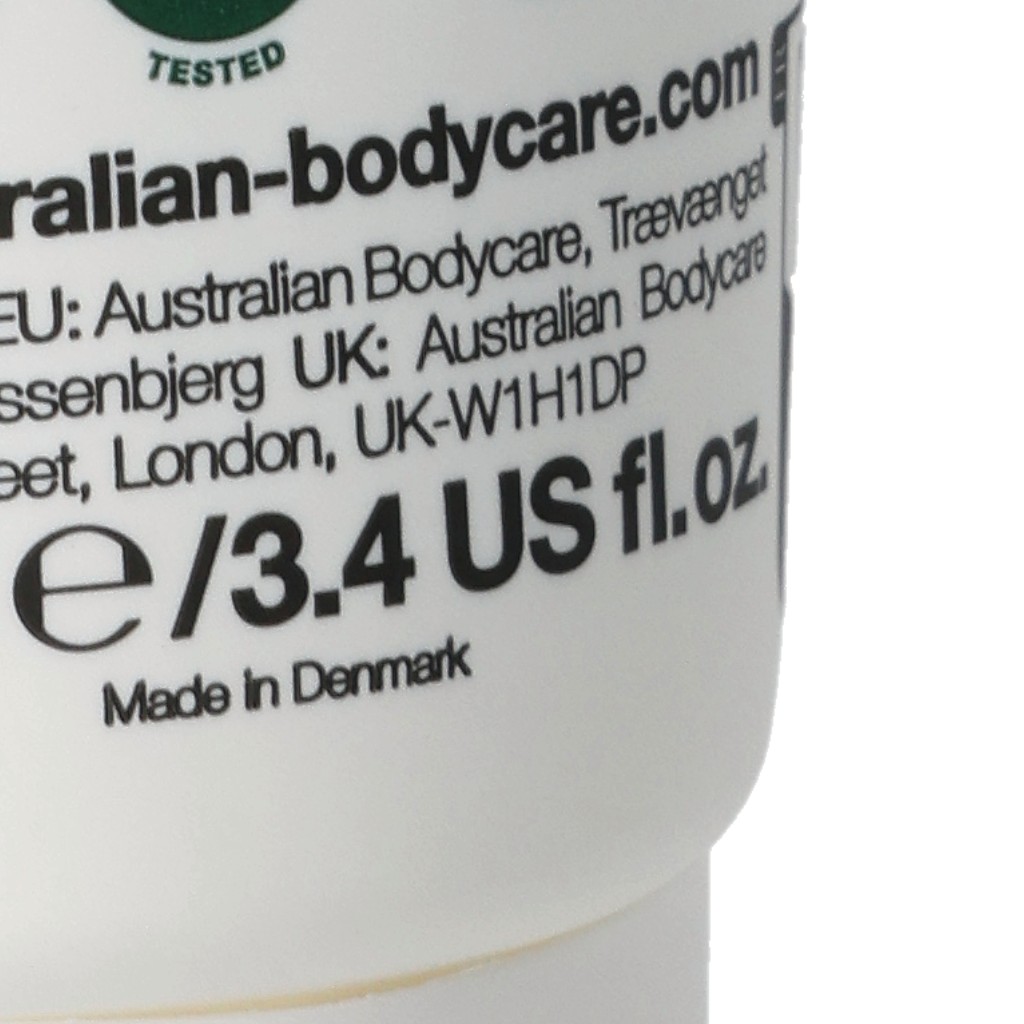 TESTED
ralian-bodycare.com
EU: Australian Bodycare, Trævænget
ssenbjerg UK: Australian Bodycare
eet, London, UK-W1H1DP
e/3.4 US fl.oz.
Made in Denmark